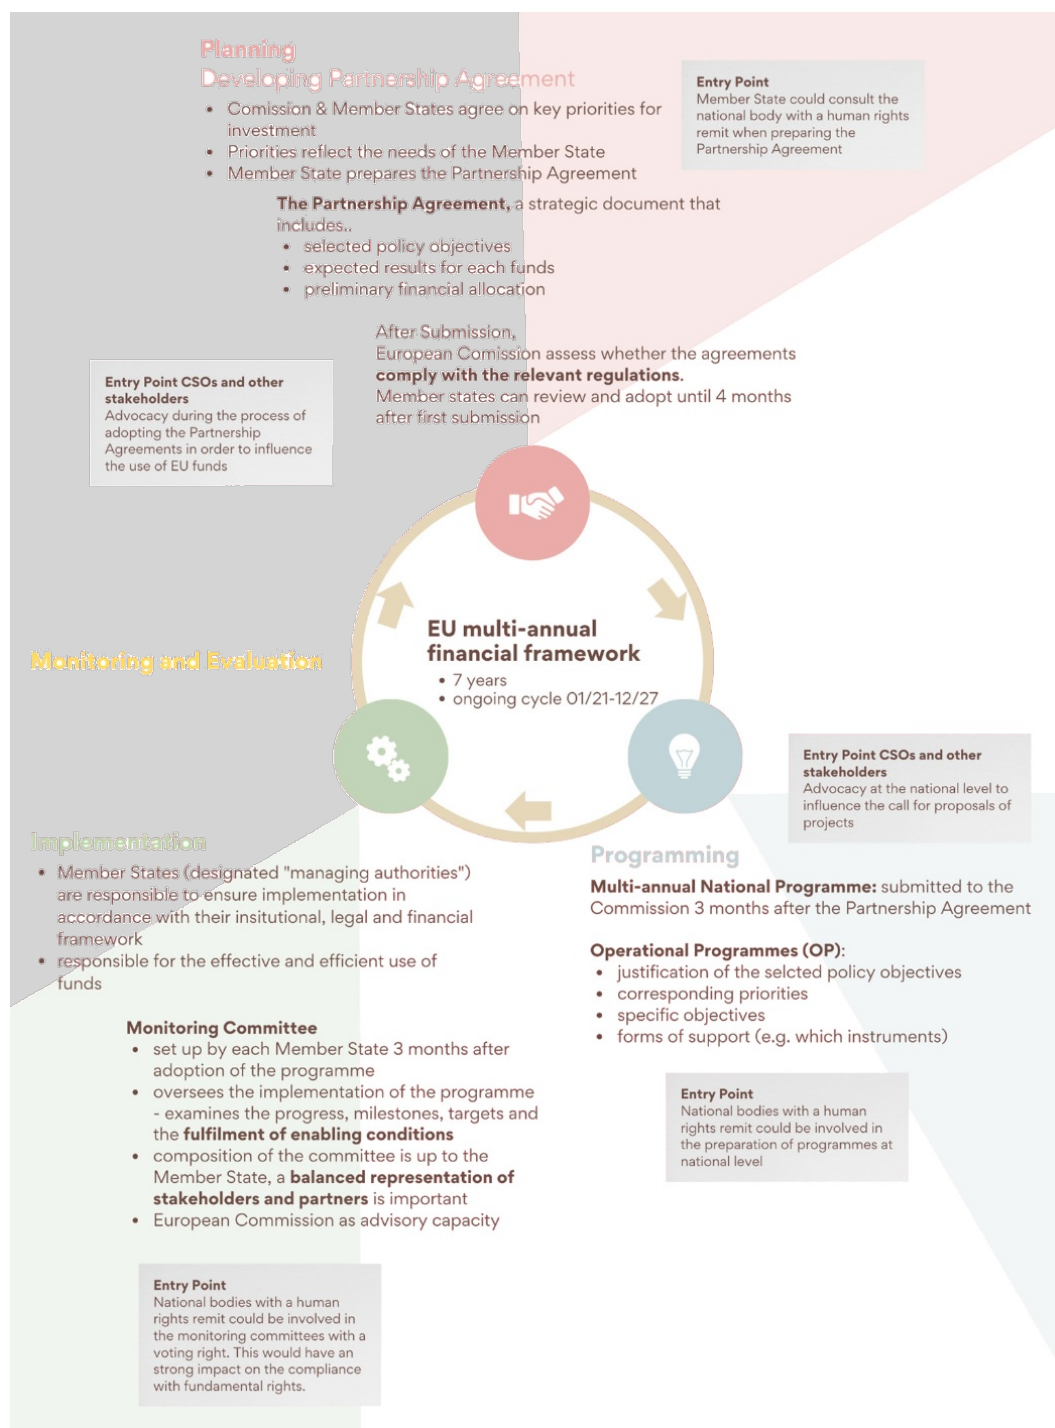 Planning
Developing Partnership Agreement
• Comission & Member States agree on key priorities for
investment
• Priorities reflect the needs of the Member State
• Member State prepares the Partnership Agreement
The Partnership Agreement, a strategic document that
includes..
• selected policy objectives
• expected results for each funds
• preliminary financial allocation
After Submission,
European Comission assess whether the agreements
comply with the relevant regulations.
Member states can review and adopt until 4 months
after first submission
Entry Point
Member State could consult the
national body with a human rights
remit when preparing the
Partnership Agreement
Entry Point CSOs and other
stakeholders
Advocacy during the process of
adopting the Partnership
Agreements in order to influence
the use of EU funds
EU multi-annual
financial framework
• 7 years
• ongoing cycle 01/21-12/27
Monitoring and Evaluation
Entry Point CSOs and other
stakeholders
Advocacy at the national level to
influence the call for proposals of
projects
Programming
Multi-annual National Programme: submitted to the
Commission 3 months after the Partnership Agreement
Operational Programmes (OP):
• justification of the selcted policy objectives
• corresponding priorities
• specific objectives
• forms of support (e.g. which instruments)
Entry Point
National bodies with a human
rights remit could be involved in
the preparation of programmes at
national level
Implementation
• Member States (designated "managing authorities")
are responsible to ensure implementation in
accordance with their insitutional, legal and financial
framework
• responsible for the effective and efficient use of
funds
Monitoring Committee
• set up by each Member State 3 months after
adoption of the programme
• oversees the implementation of the programme
- examines the progress, milestones, targets and
the fulfilment of enabling conditions
• composition of the committee is up to the
Member State, a balanced representation of
stakeholders and partners is important
• European Commission as advisory capacity
Entry Point
National bodies with a human
rights remit could be involved in
the monitoring committees with a
voting right. This would have an
strong impact on the compliance
with fundamental rights.